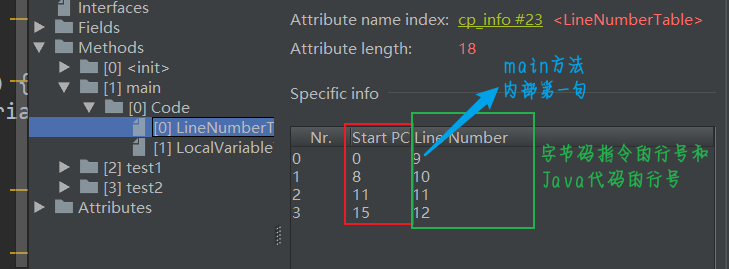 Interfaces
Fields
Methods
[0] <init>
[1] main
[0] Code
[0] LineNumberT
[1] LocalVariable
[2] test1
[3] test2
Attributes
) {
ria
Attribute name index: cp_info #23 <LineNumberTable>
Attribute length: 18
Specific info
main方法
内部第一句
Nr. Start PC Line Number
0 0 9
1 8 10
2 11 11
3 15 12
字节码指令的行号和
Java代码的行号